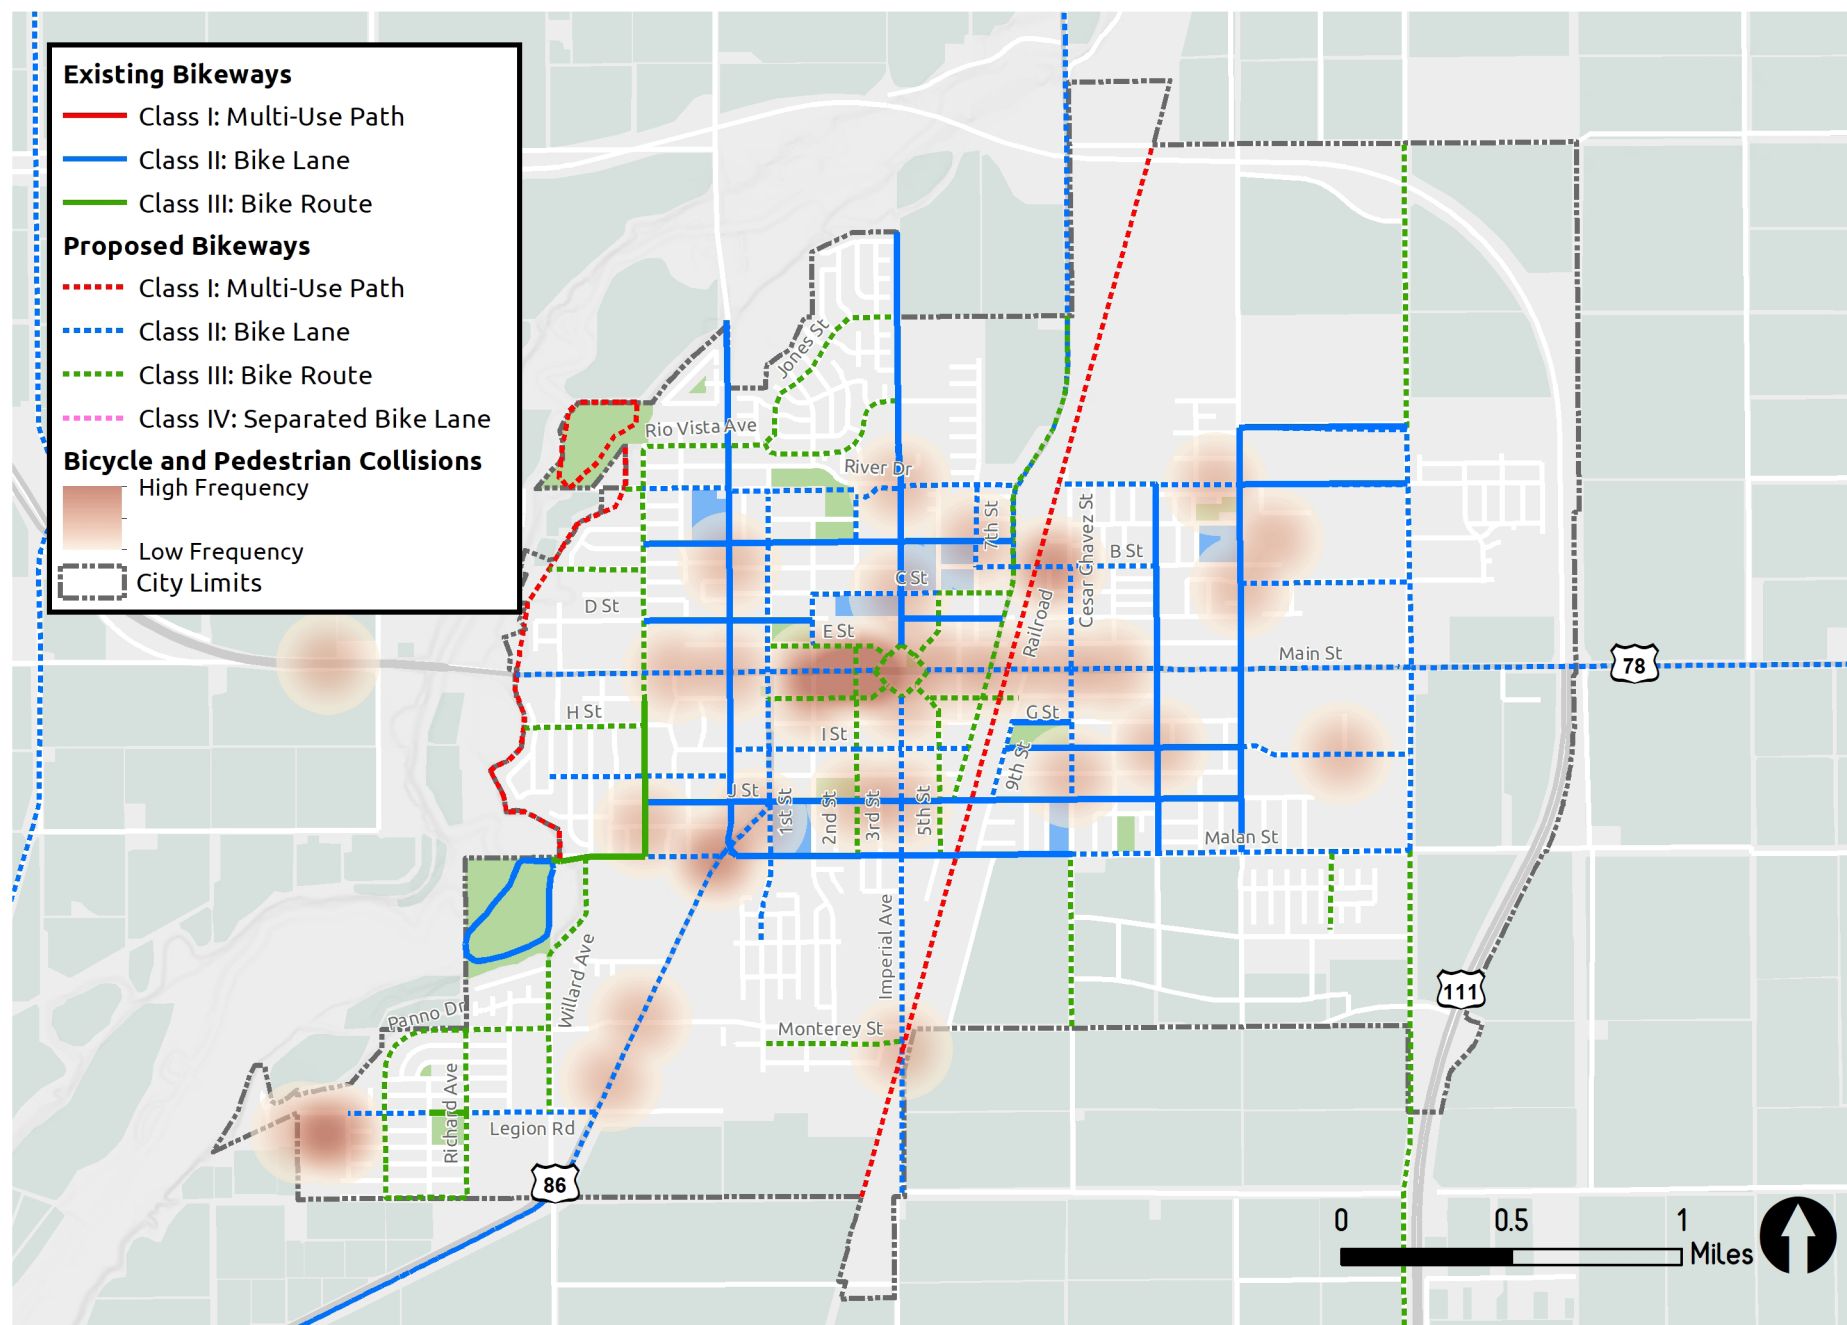 Existing Bikeways
Class I: Multi-Use Path
Class II: Bike Lane
Class III: Bike Route
Proposed Bikeways
Class I: Multi-Use Path
Class II: Bike Lane
Class III: Bike Route
Class IV: Separated Bike Lane
Bicycle and Pedestrian Collisions
High Frequency
Low Frequency
City Limits
Jones St
Rio Vista Ave
River Dr
7th St
Cesar Chavez St
B St
C St
D St
E St
Railroad
Main St
78
H St
G St
I St
9th St
J St
1st St
2nd St
3rd St
5th St
Malan St
Imperial Ave
Willard Ave
111
Panno Dr
Monterey St
Richard Ave
Legion Rd
86
0 0.5 1
Miles